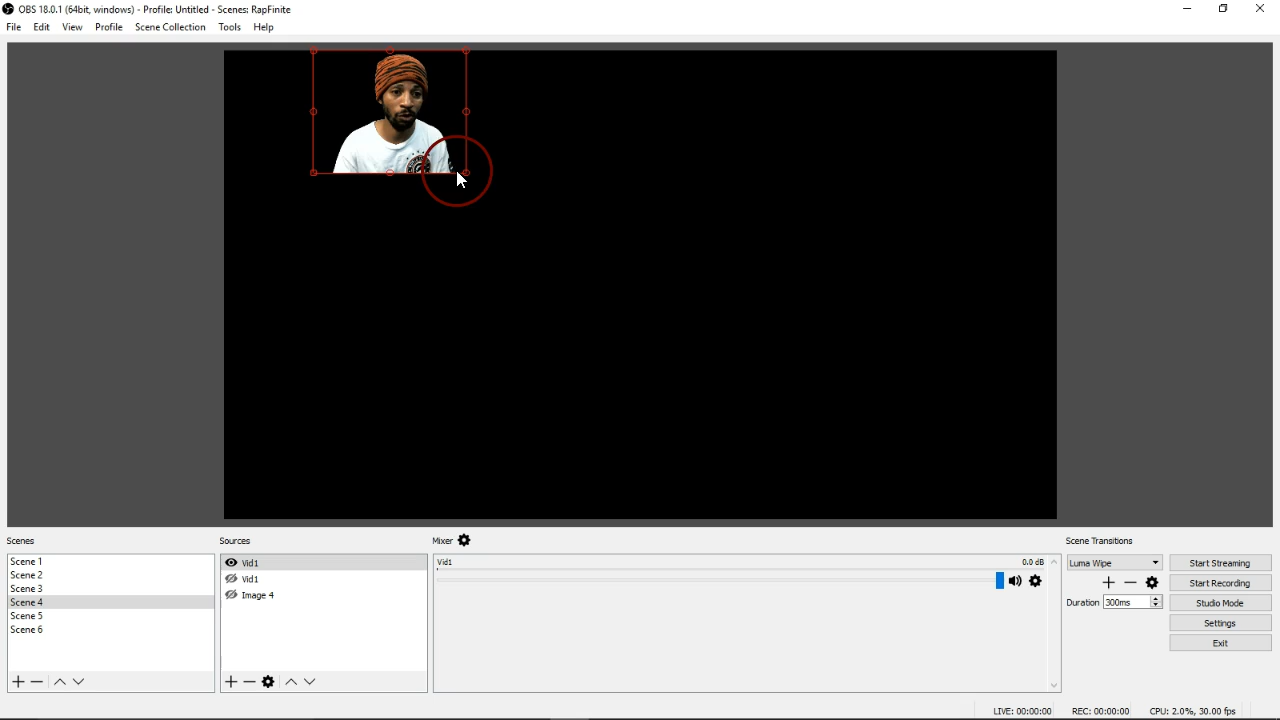 OBS 18.0.1 (64bit, windows) - Profile: Untitled - Scenes: RapFinite
File Edit View Profile Scene Collection Tools Help
Scenes
Scene 1
Scene 2
Scene 3
Scene 4
Scene 5
Scene 6
Sources
Vid1
Vid1
Image 4
Mixer
Vid1 0.0 dB
Scene Transitions
Luma Wipe
Duration 300ms
Start Streaming
Start Recording
Studio Mode
Settings
Exit
LIVE: 00:00:00 REC: 00:00:00 CPU: 2.0%, 30.00 fps